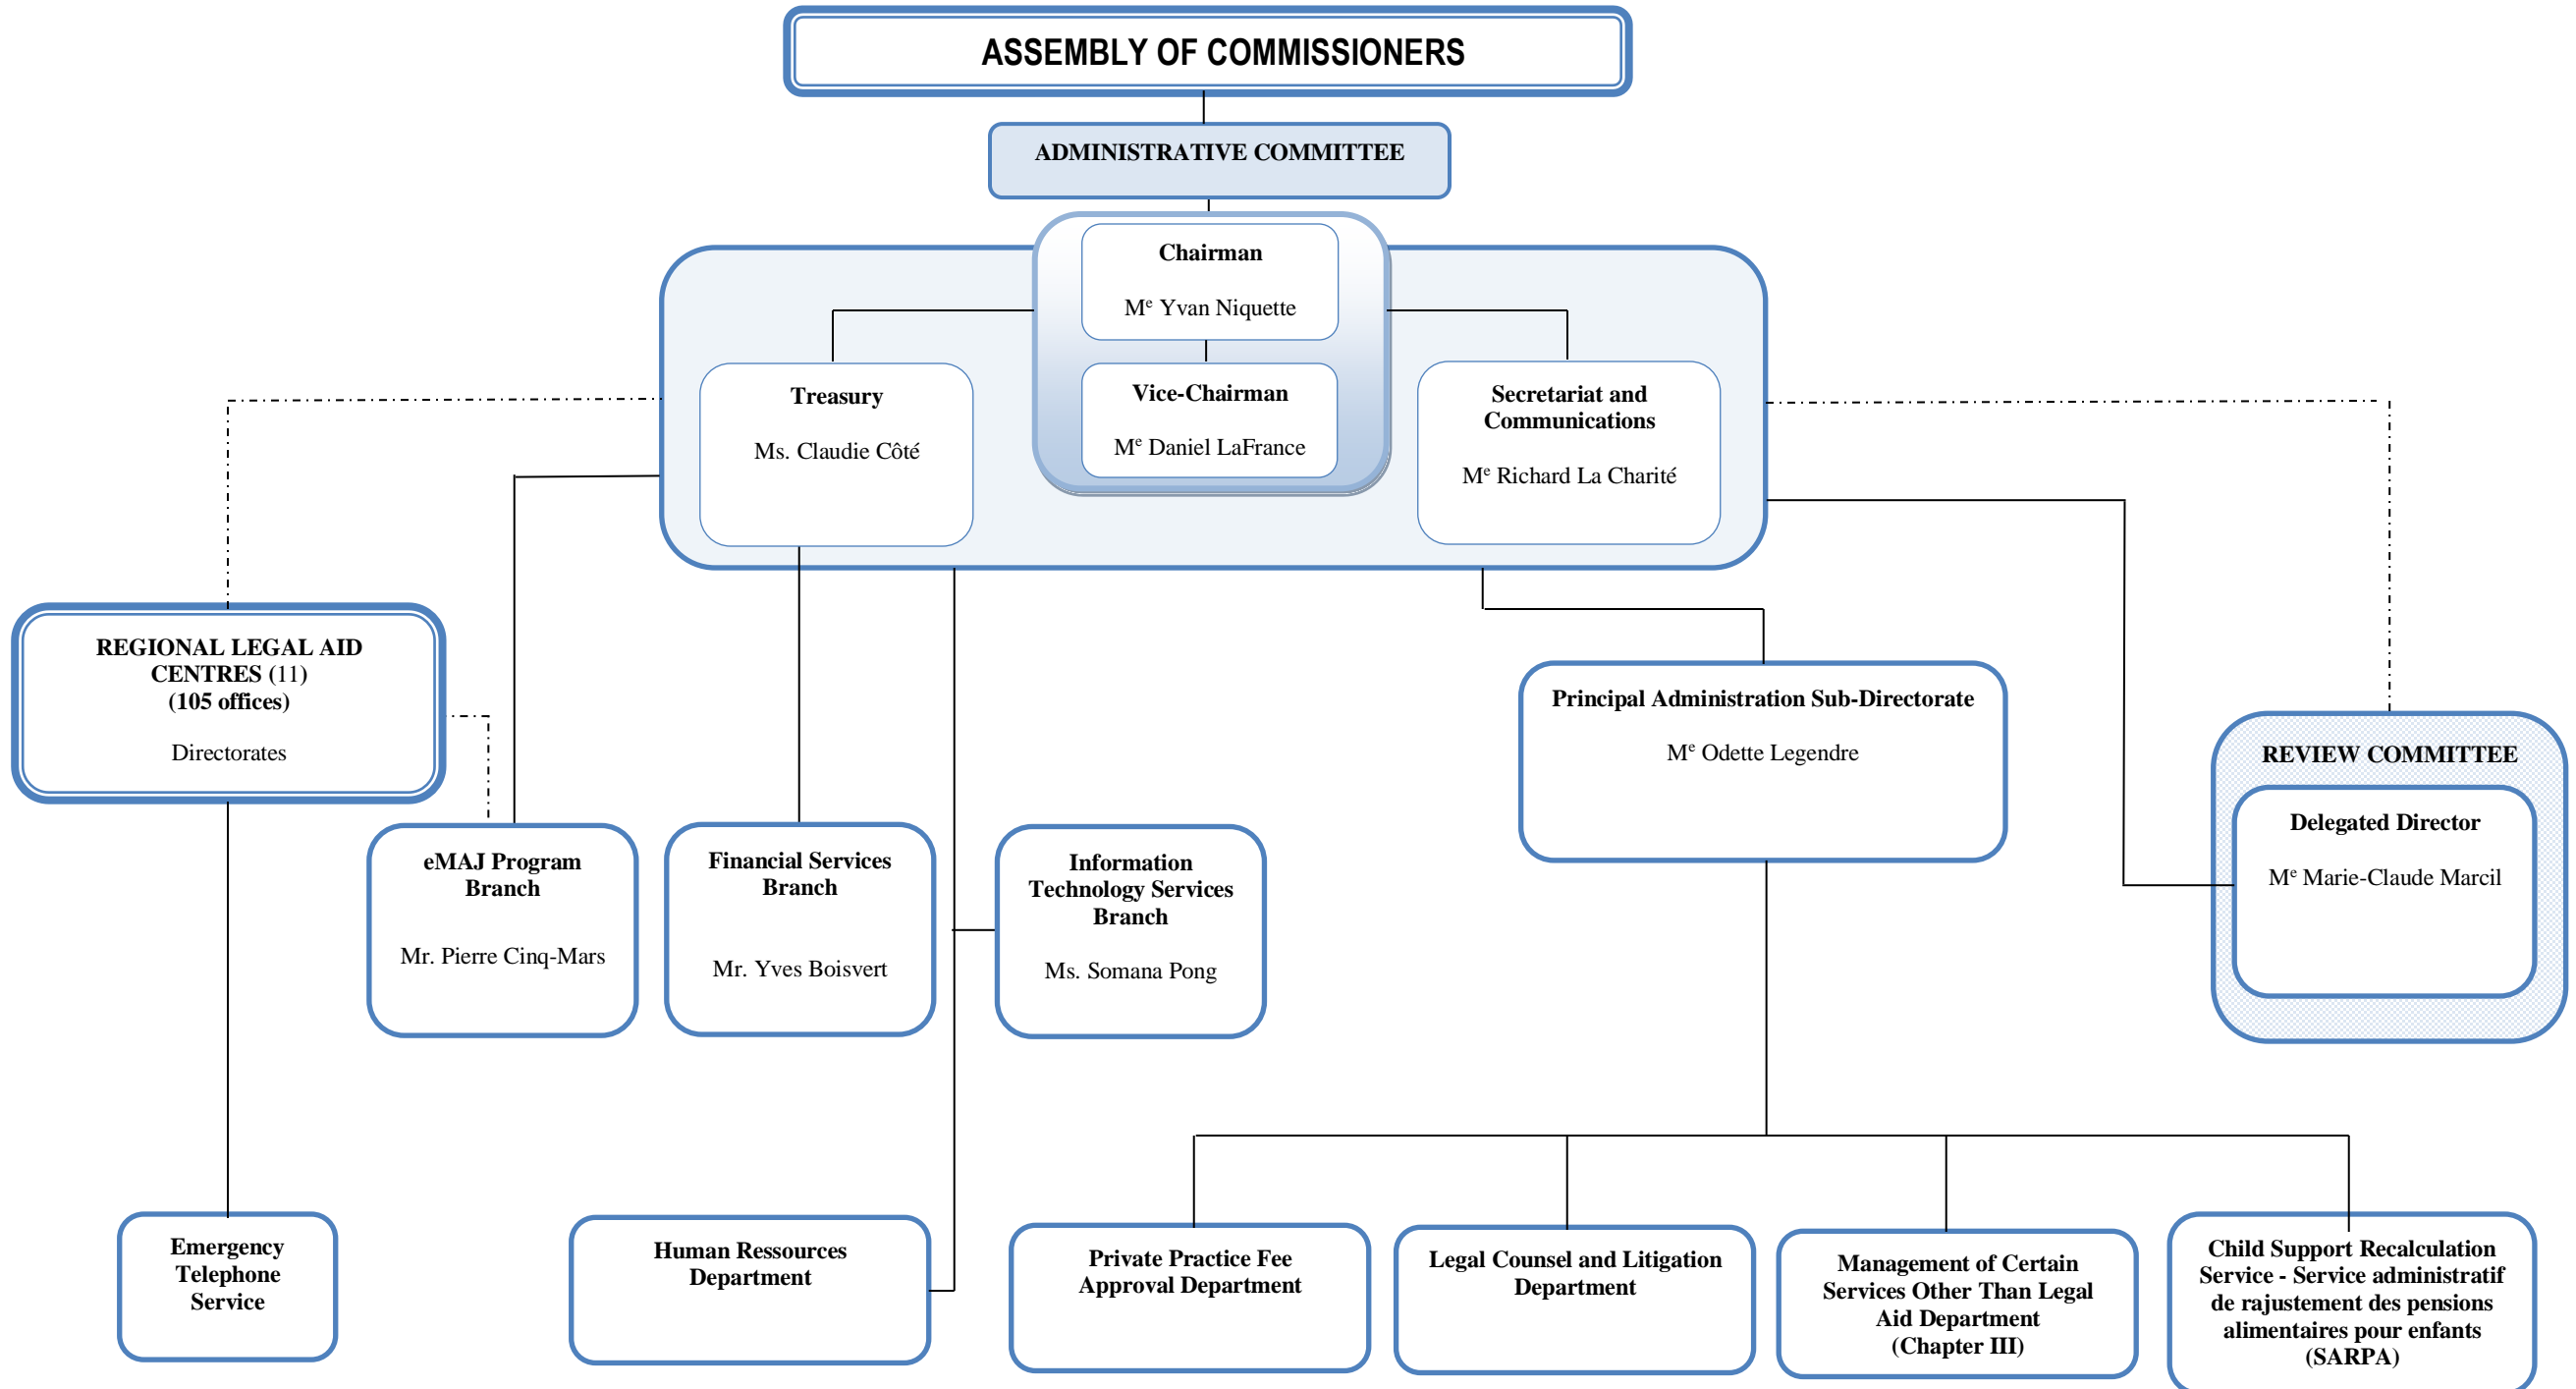 ASSEMBLY OF COMMISSIONERS
ADMINISTRATIVE COMMITTEE
Chairman
Mᵉ Yvan Niquette
Vice-Chairman
Mᵉ Daniel LaFrance
Treasury
Ms. Claudie Côté
Secretariat and
Communications
Mᵉ Richard La Charité
REGIONAL LEGAL AID
CENTRES (11)
(105 offices)
Directorates
Principal Administration Sub-Directorate
Mᵉ Odette Legendre
REVIEW COMMITTEE
Delegated Director
Mᵉ Marie-Claude Marcil
eMAJ Program
Branch
Mr. Pierre Cinq-Mars
Financial Services
Branch
Mr. Yves Boisvert
Information
Technology Services
Branch
Ms. Somana Pong
Emergency
Telephone
Service
Human Ressources
Department
Private Practice Fee
Approval Department
Legal Counsel and Litigation
Department
Management of Certain
Services Other Than Legal
Aid Department
(Chapter III)
Child Support Recalculation
Service - Service administratif
de rajustement des pensions
alimentaires pour enfants
(SARPA)